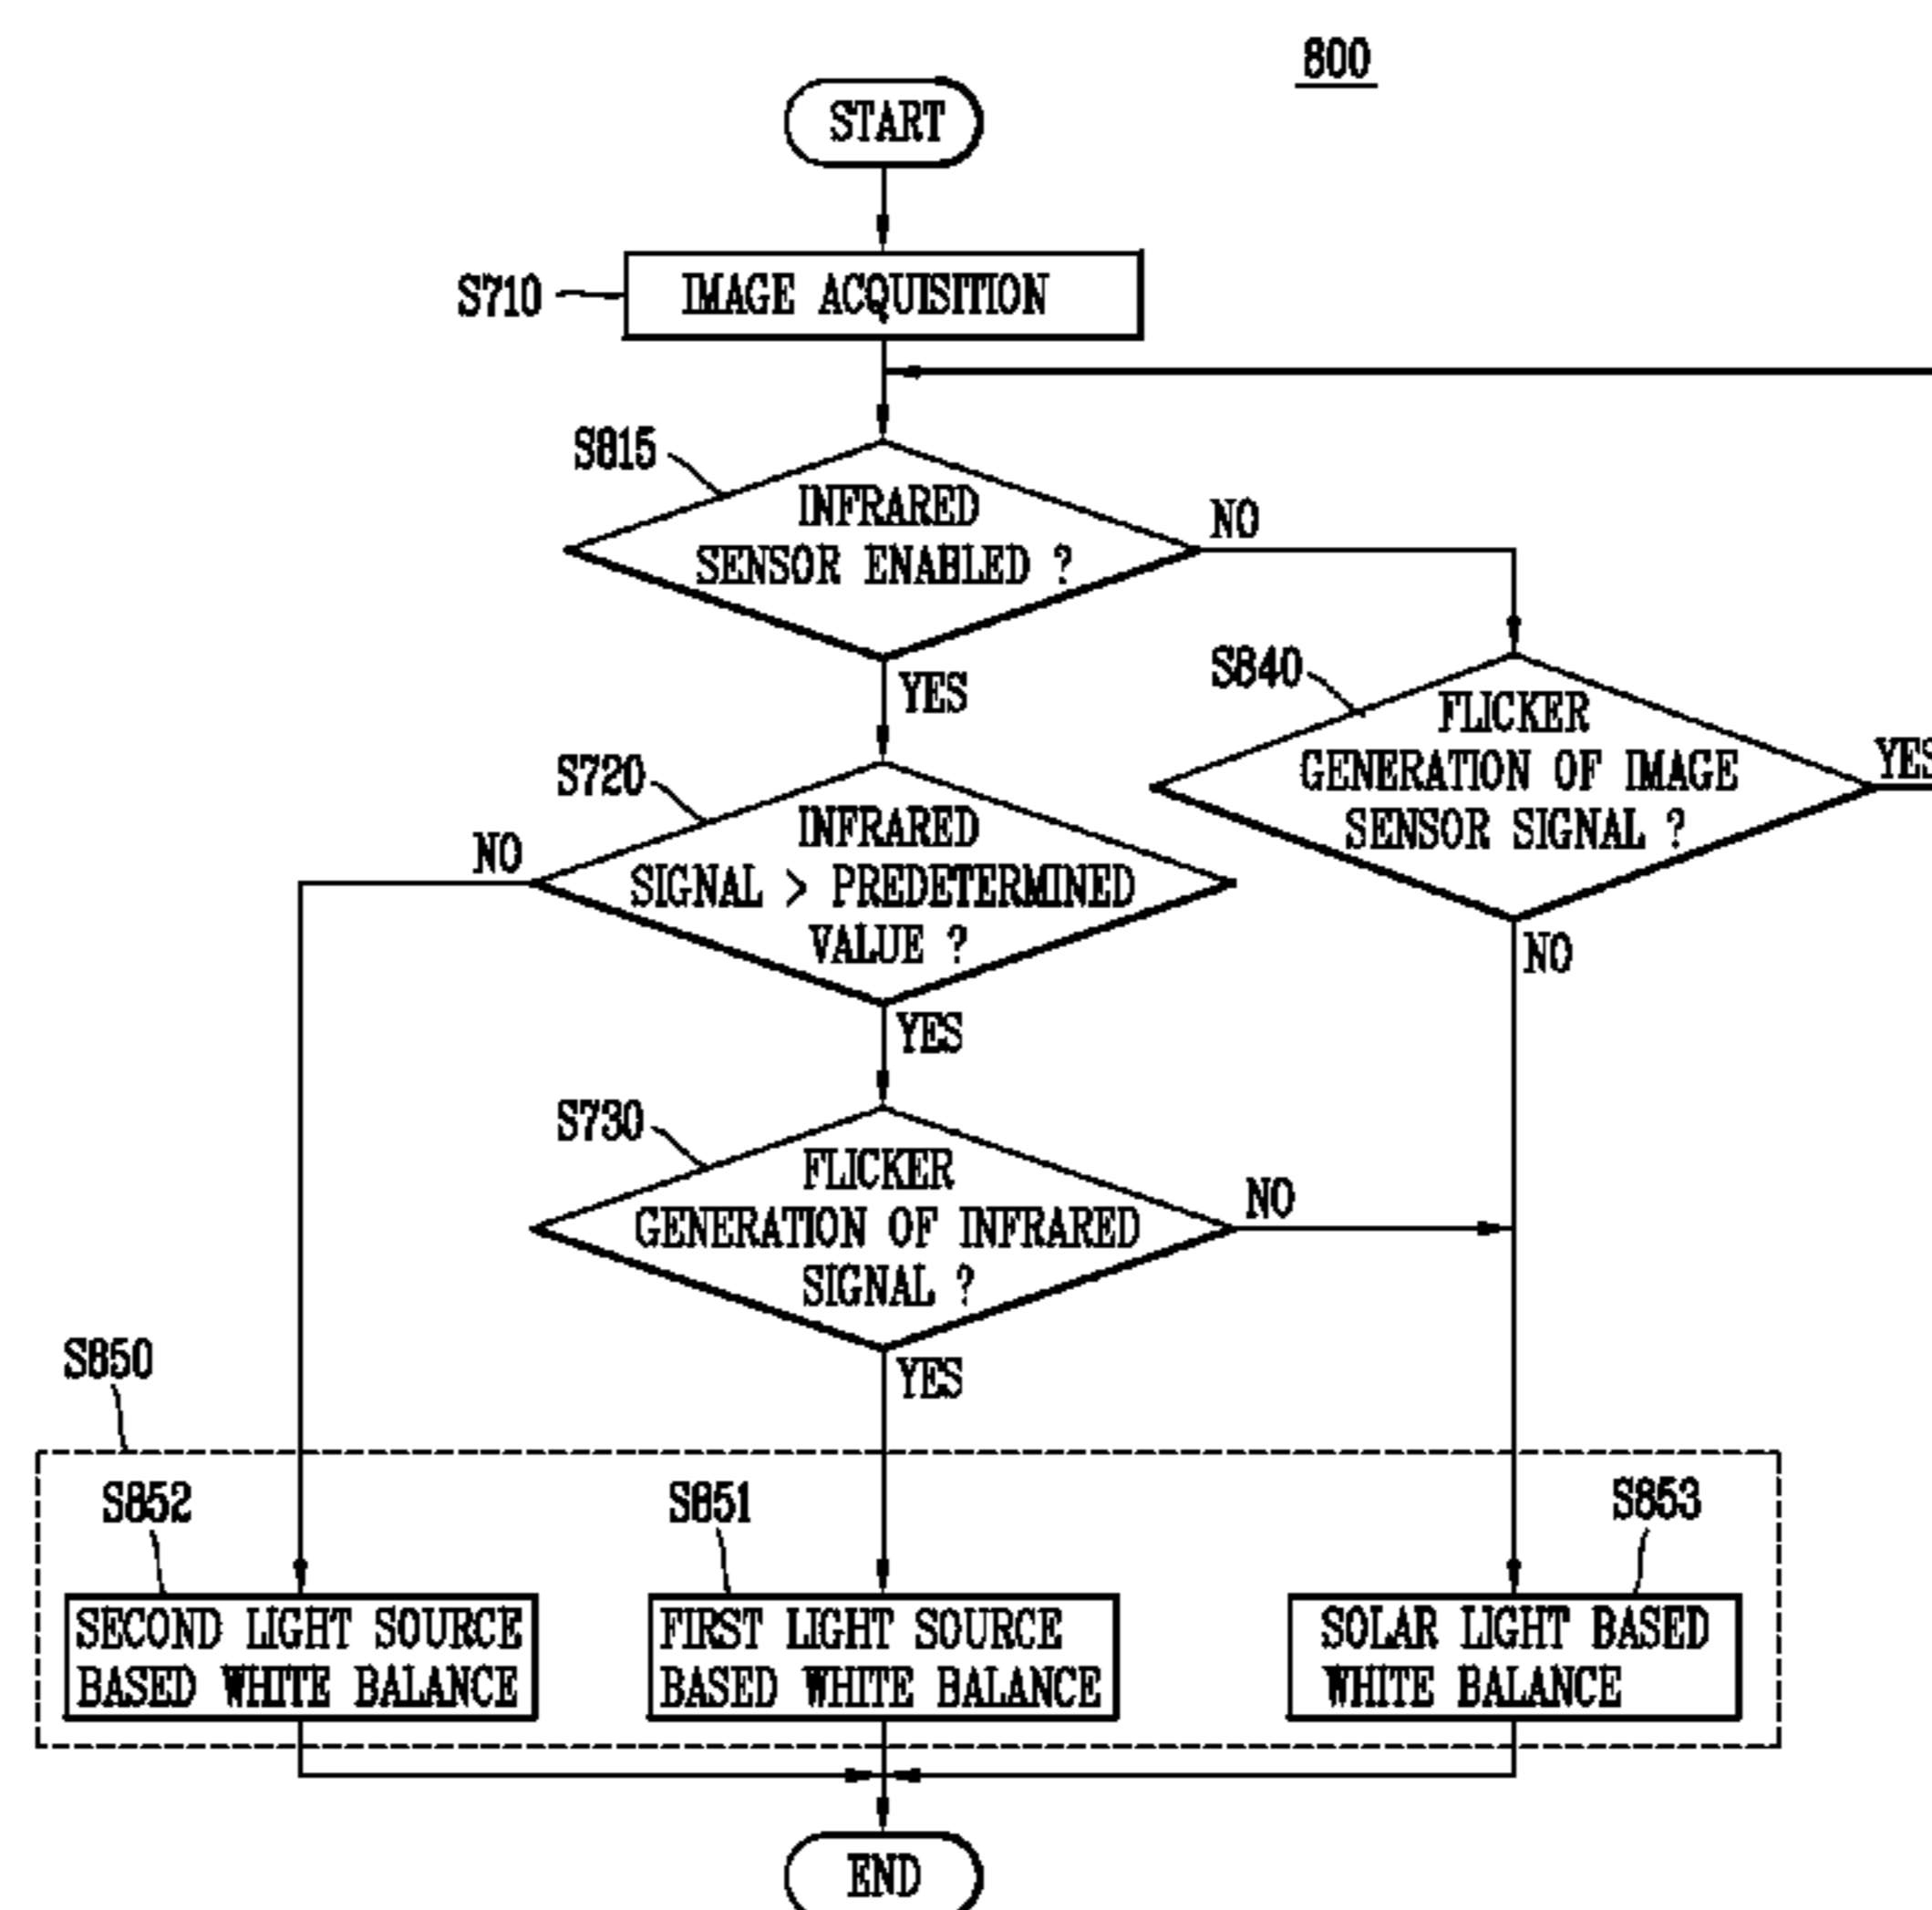 800
START
S710
IMAGE ACQUISITION
S815
INFRARED
SENSOR ENABLED ?
NO
YES
S840
FLICKER
GENERATION OF IMAGE
SENSOR SIGNAL ?
YES
NO
S720
INFRARED
SIGNAL > PREDETERMINED
VALUE ?
NO
YES
S730
FLICKER
GENERATION OF INFRARED
SIGNAL ?
NO
YES
S850
S852
SECOND LIGHT SOURCE
BASED WHITE BALANCE
S851
FIRST LIGHT SOURCE
BASED WHITE BALANCE
S853
SOLAR LIGHT BASED
WHITE BALANCE
END